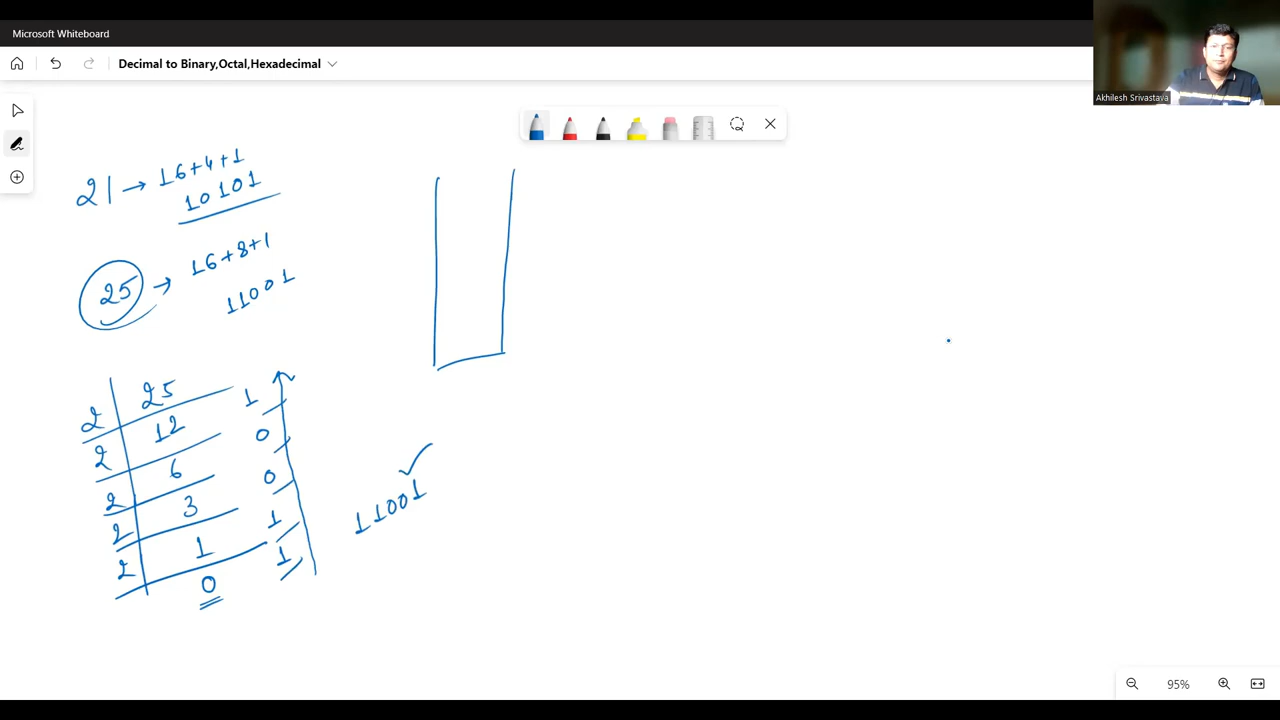 Microsoft Whiteboard
Decimal to Binary,Octal,Hexadecimal
Akhilesh Srivastava
21 → 16+4+1
10101
25 → 16+8+1
11001
2 25 1
2 12 0
2 6 0
2 3 1
2 1 1
0
11001 ✓
95%